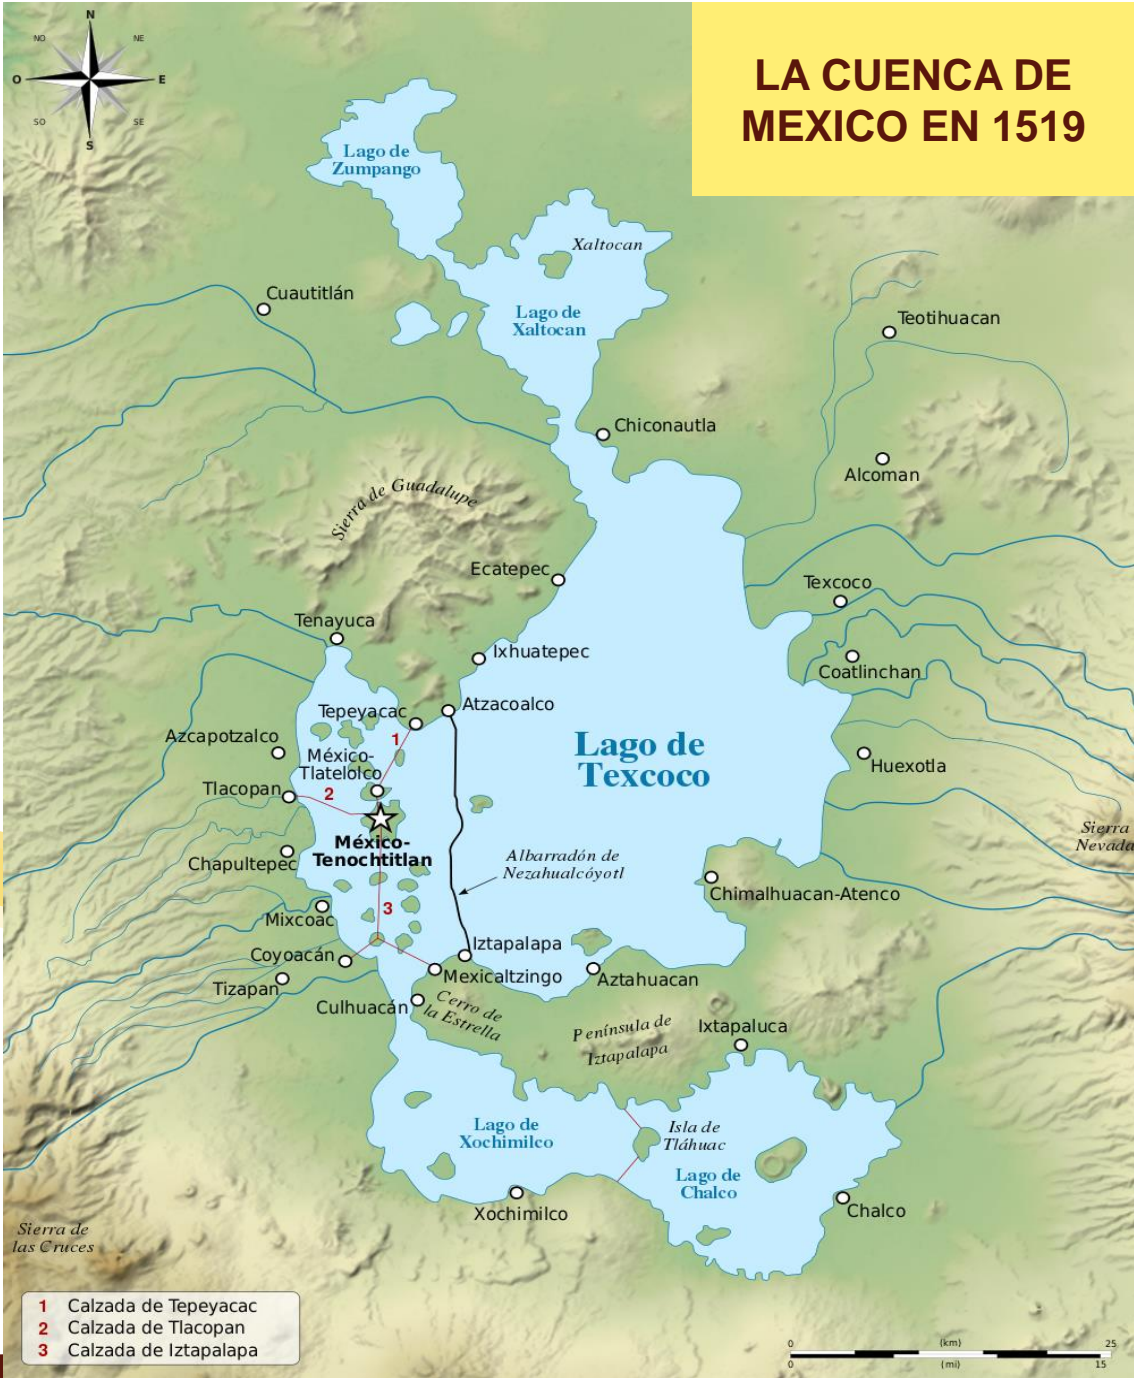 LA CUENCA DE
MEXICO EN 1519
N
NO
NE
O
E
SO
SE
S
Lago de
Zumpango
Xaltocan
Cuautitlán
Lago de
Xaltocan
Teotihuacan
Chiconautla
Alcoman
Sierra de Guadalupe
Ecatepec
Texcoco
Tenayuca
Ixhuatepec
Coatlinchan
Atzacoalco
Tepeyacac
Azcapotzalco
1
México-
Tlatelolco
Lago de
Texcoco
Huexotla
Tlacopan
2
México-
Tenochtitlan
Sierra
Nevada
Chapultepec
Albarradón de
Nezahualcóyotl
Chimalhuacan-Atenco
Mixcoac
3
Iztapalapa
Coyoacán
Mexicaltzingo
Aztahuacan
Tizapan
Culhuacán
Cerro de
la Estrella
Península de
Iztapalapa
Ixtapaluca
Lago de
Xochimilco
Isla de
Tláhuac
Lago de
Chalco
Xochimilco
Chalco
Sierra de
las Cruces
1 Calzada de Tepeyacac
2 Calzada de Tlacopan
3 Calzada de Iztapalapa
0 (km) 25
0 (mi) 15